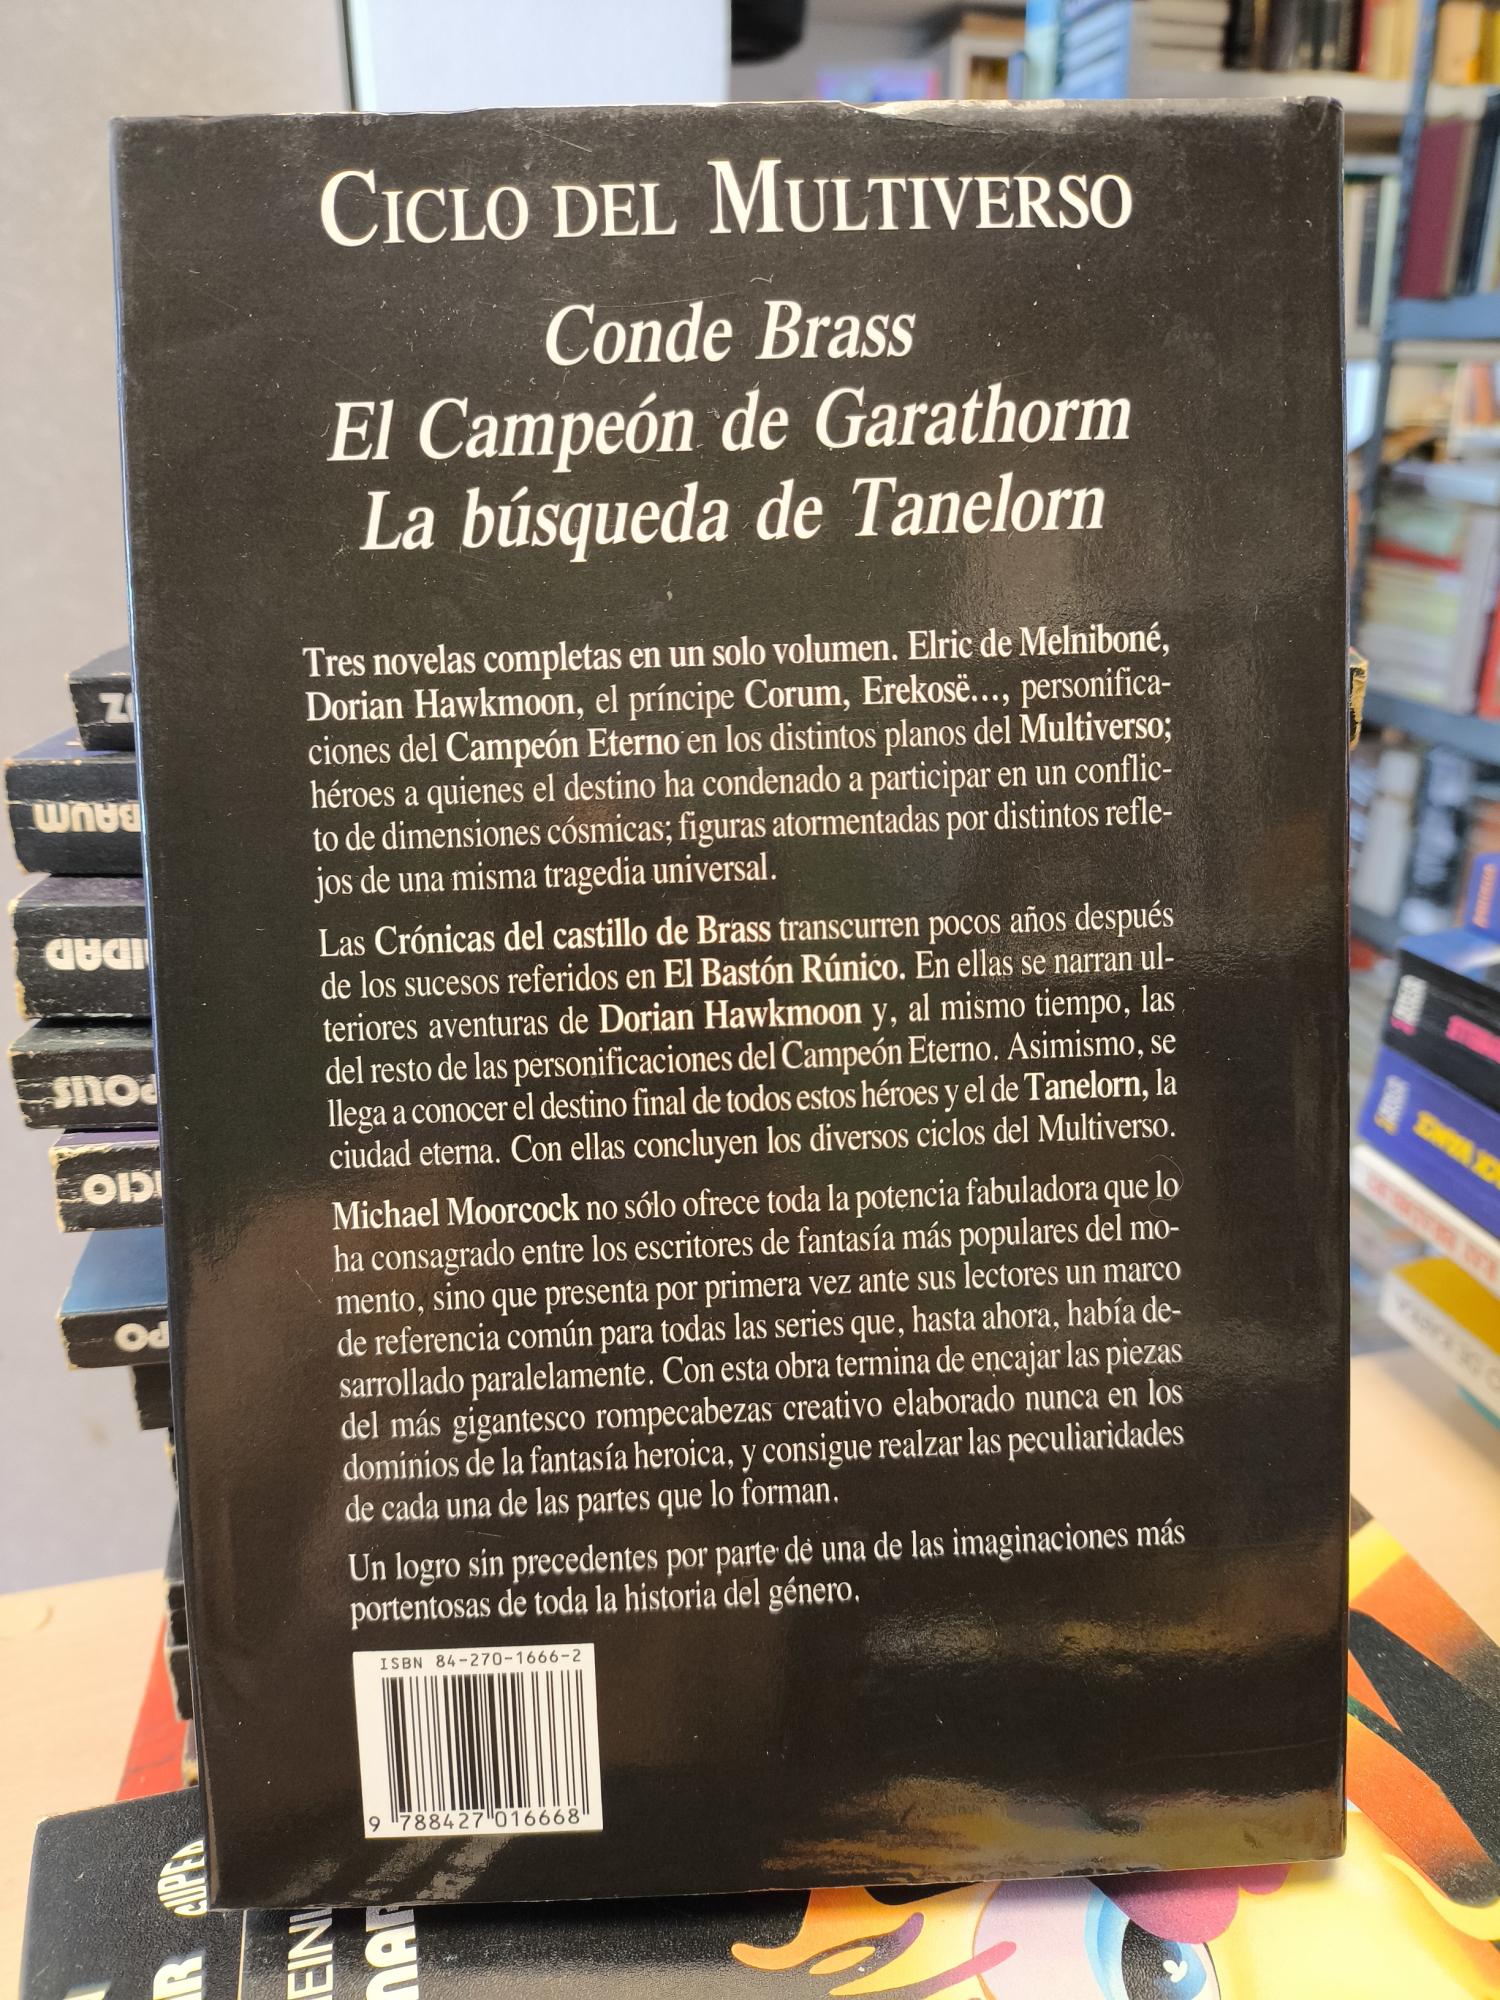 CICLO DEL MULTIVERSO
Conde Brass
El Campeón de Garathorm
La búsqueda de Tanelorn
Tres novelas completas en un solo volumen. Elric de Melniboné,
Dorian Hawkmoon, el príncipe Corum, Erekosë..., personifica-
ciones del Campeón Eterno en los distintos planos del Multiverso;
héroes a quienes el destino ha condenado a participar en un conflic-
to de dimensiones cósmicas; figuras atormentadas por distintos refle-
jos de una misma tragedia universal.
Las Crónicas del castillo de Brass transcurren pocos años después
de los sucesos referidos en El Bastón Rúnico. En ellas se narran ul-
teriores aventuras de Dorian Hawkmoon y, al mismo tiempo, las
del resto de las personificaciones del Campeón Eterno. Asimismo, se
llega a conocer el destino final de todos estos héroes y el de Tanelorn, la
ciudad eterna. Con ellas concluyen los diversos ciclos del Multiverso.
Michael Moorcock no sólo ofrece toda la potencia fabuladora que lo
ha consagrado entre los escritores de fantasía más populares del mo-
mento, sino que presenta por primera vez ante sus lectores un marco
de referencia común para todas las series que, hasta ahora, había de-
sarrollado paralelamente. Con esta obra termina de encajar las piezas
del más gigantesco rompecabezas creativo elaborado nunca en los
dominios de la fantasía heroica, y consigue realzar las peculiaridades
de cada una de las partes que lo forman.
Un logro sin precedentes por parte de una de las imaginaciones más
portentosas de toda la historia del género.
ISBN 84-270-1666-2
9 788427 016668